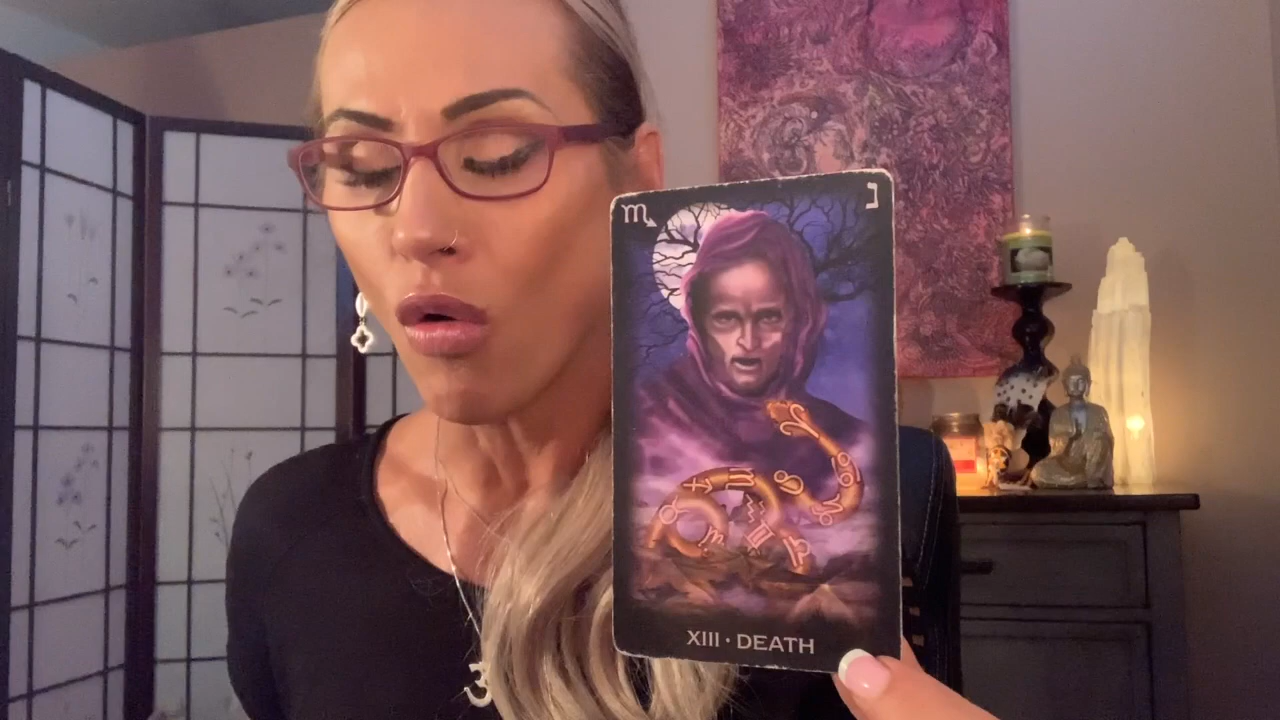 ♏ נ
XIII · DEATH